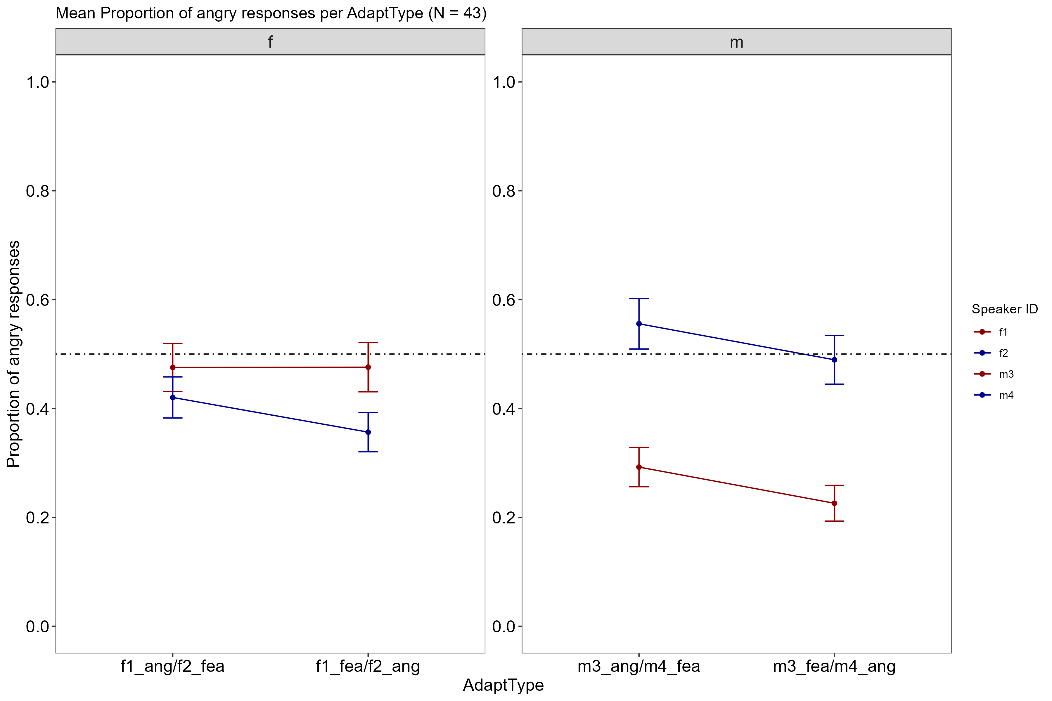 Mean Proportion of angry responses per AdaptType (N = 43)
f
m
Proportion of angry responses
1.0
0.8
0.6
0.4
0.2
0.0
1.0
0.8
0.6
0.4
0.2
0.0
f1_ang/f2_fea
f1_fea/f2_ang
m3_ang/m4_fea
m3_fea/m4_ang
AdaptType
Speaker ID
f1
f2
m3
m4